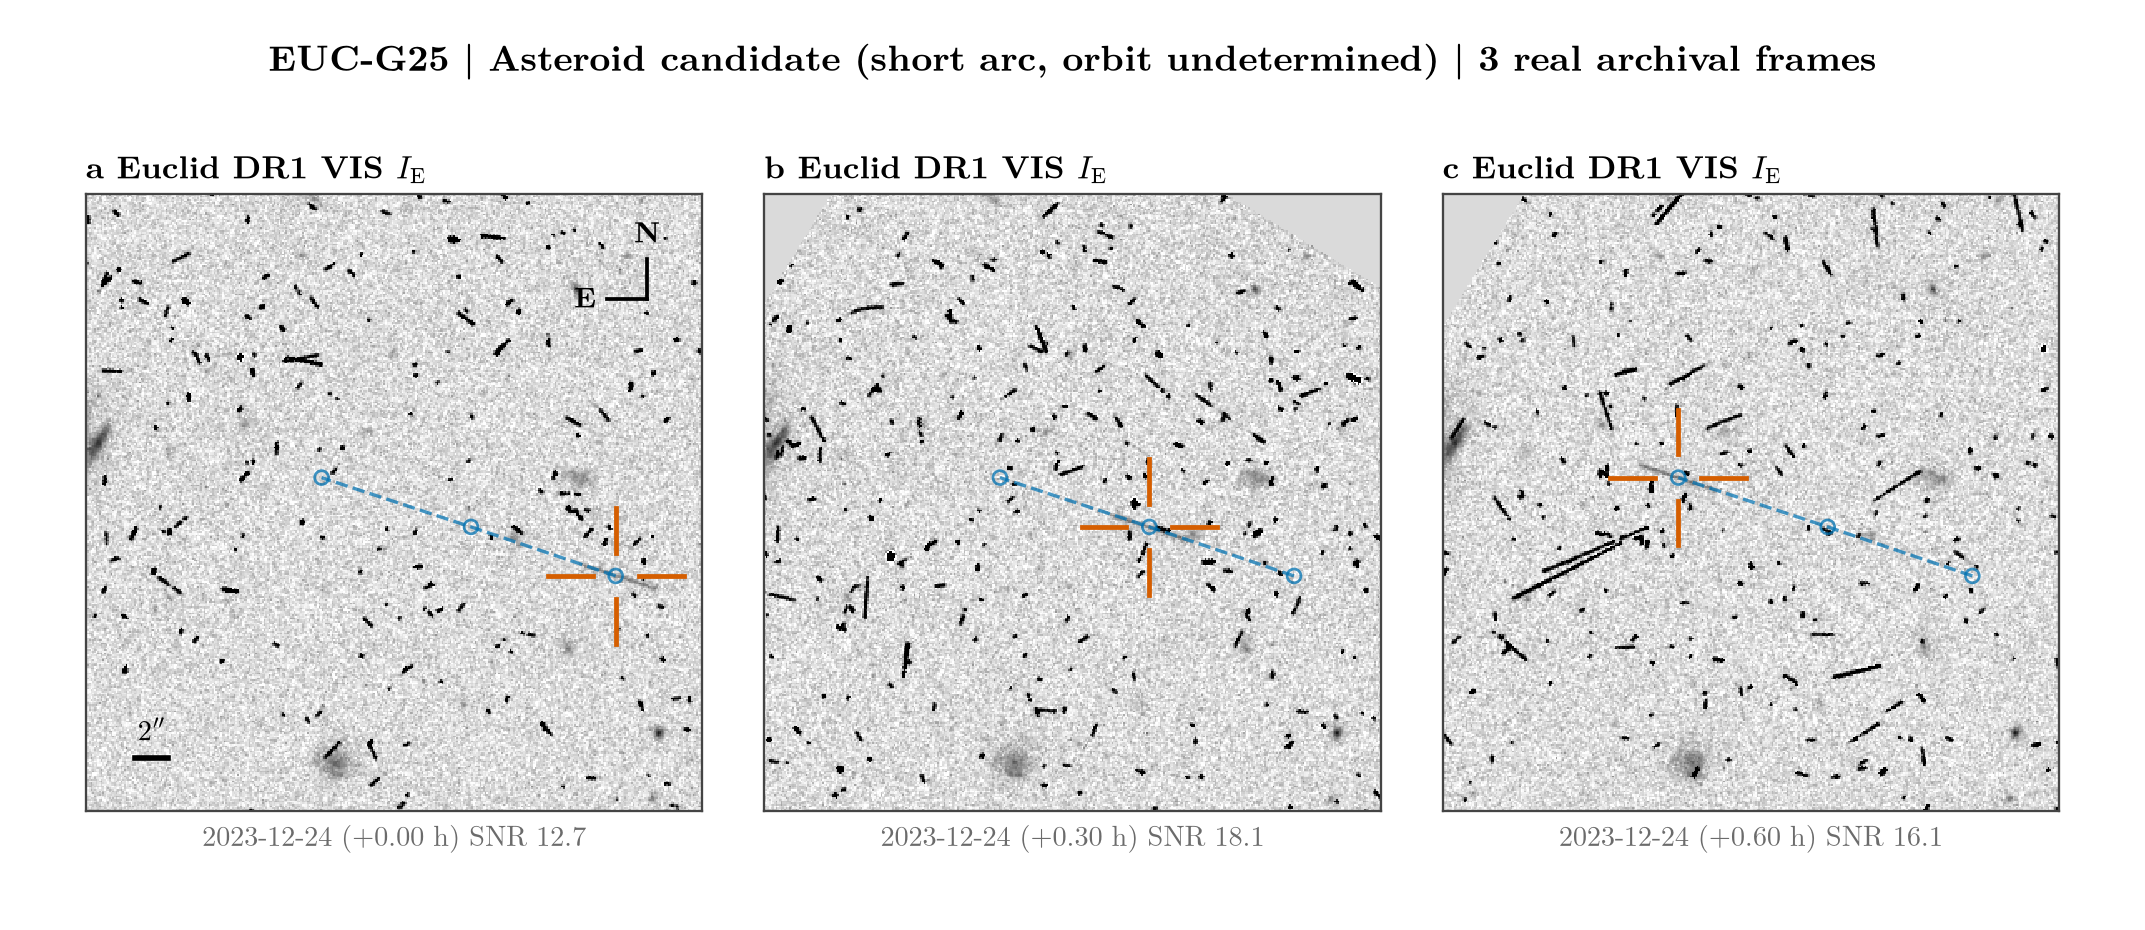 EUC-G25 | Asteroid candidate (short arc, orbit undetermined) | 3 real archival frames
a Euclid DR1 VIS I_E
b Euclid DR1 VIS I_E
c Euclid DR1 VIS I_E
N
E
2″
2023-12-24 (+0.00 h) SNR 12.7
2023-12-24 (+0.30 h) SNR 18.1
2023-12-24 (+0.60 h) SNR 16.1